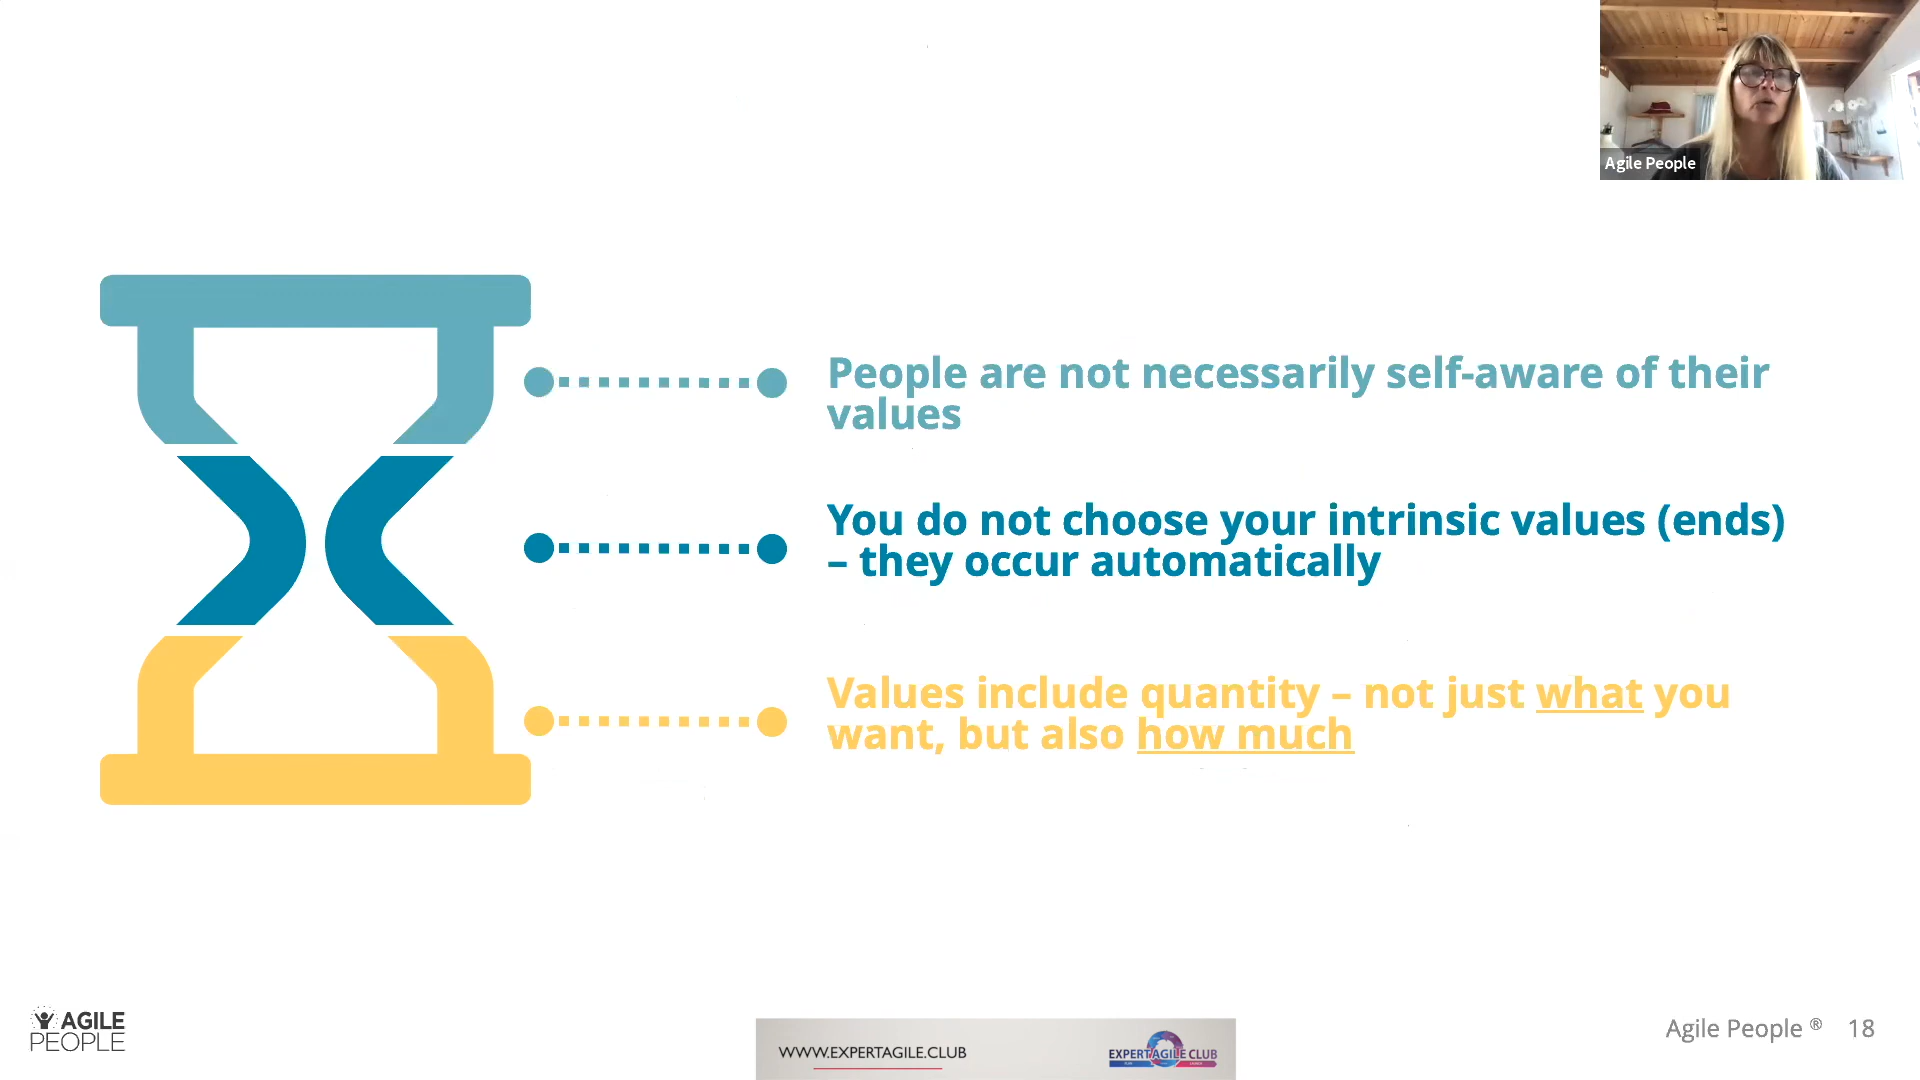 Agile People
People are not necessarily self-aware of their
values
You do not choose your intrinsic values (ends)
– they occur automatically
Values include quantity – not just what you
want, but also how much
AGILE
PEOPLE
WWW.EXPERTAGILE.CLUB
EXPERT AGILE CLUB
Agile People ® 18